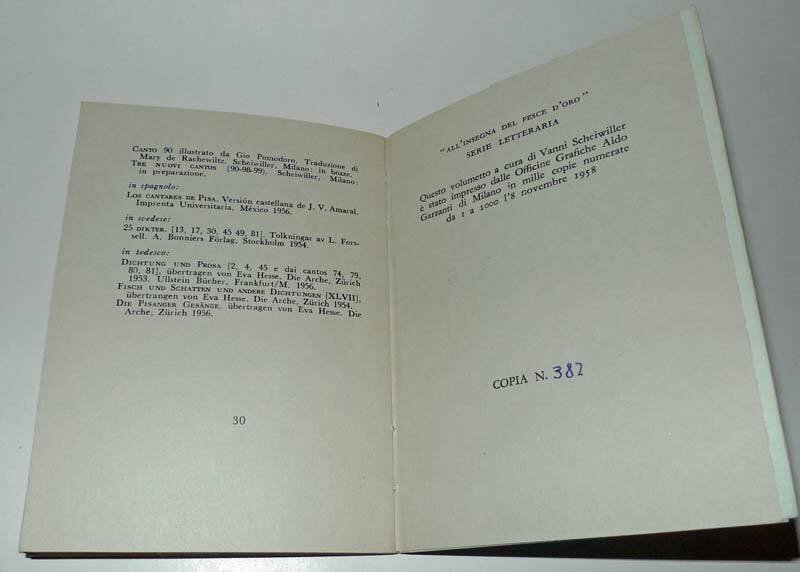 CANTO 90 illustrato da Gio Pomodoro. Traduzione di
Mary de Rachewiltz. Scheiwiller, Milano: in bozze.
TRE NUOVI CANTOS (90-98-99). Scheiwiller, Milano:
in preparazione.
in spagnolo:
LOS CANTARES DE PISA. Versión castellana de J. V. Amaral,
Imprenta Universitaria, México 1956.
in svedese:
25 DIKTER. [13, 17, 30, 45 49, 81]. Tolkningar av L. Fors-
sell. A. Bonniers Förlag, Stockholm 1954.
in tedesco:
DICHTUNG UND PROSA [2, 4, 45 e dai cantos 74, 79,
80, 81], übertragen von Eva Hesse. Die Arche, Zürich
1953. Ullstein Bücher, Frankfurt/M. 1956.
FISCH UND SCHATTEN UND ANDERE DICHTUNGEN [XLVII],
übertrangen von Eva Hesse. Die Arche, Zürich 1954.
DIE PISANGER GESÄNGE, übertragen von Eva Hesse. Die
Arche, Zürich 1956.
30
"ALL'INSEGNA DEL PESCE D'ORO"
SERIE LETTERARIA
Questo volumetto a cura di Vanni Scheiwiller
è stato impresso dalle Officine Grafiche Aldo
Garzanti di Milano in mille copie numerate
da 1 a 1000 l'8 novembre 1958
COPIA N. 382